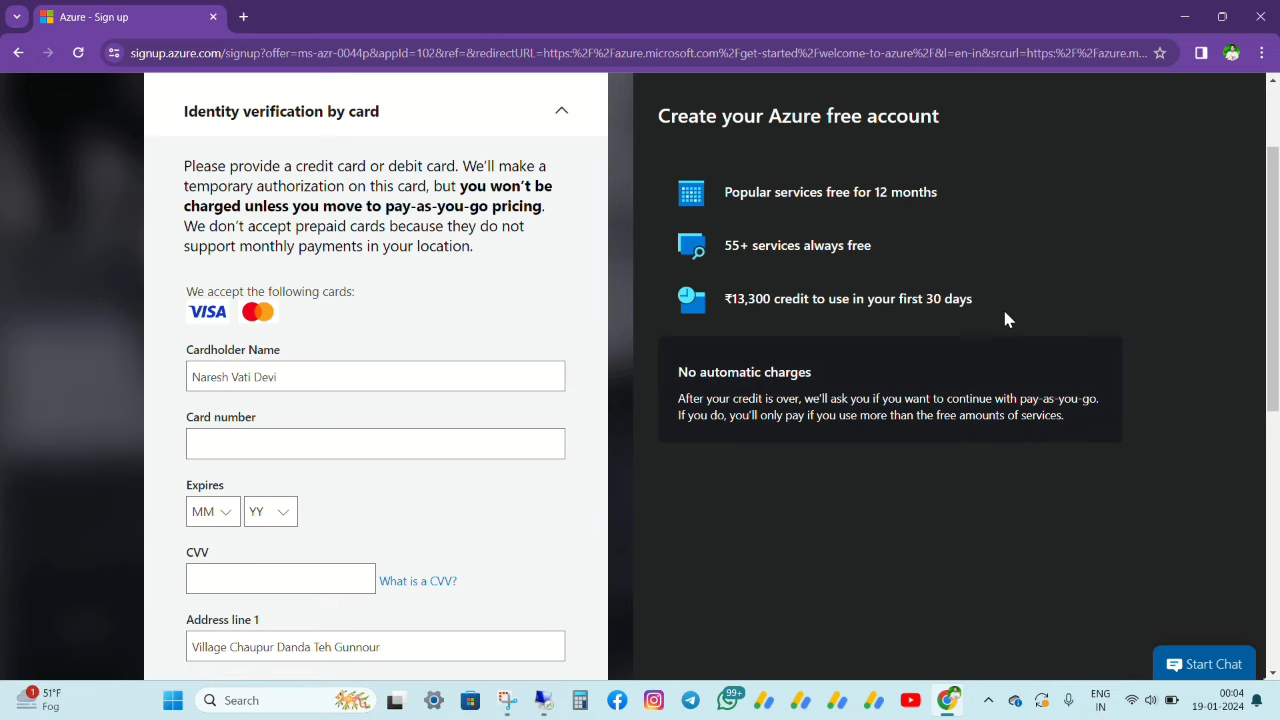 Azure - Sign up
signup.azure.com/signup?offer=ms-azr-0044p&appId=102&ref=&redirectURL=https:%2F%2Fazure.microsoft.com%2Fget-started%2Fwelcome-to-azure%2F&l=en-in&srcurl=https:%2F%2Fazure.m...
Identity verification by card
Please provide a credit card or debit card. We'll make a
temporary authorization on this card, but you won't be
charged unless you move to pay-as-you-go pricing.
We don't accept prepaid cards because they do not
support monthly payments in your location.
We accept the following cards:
VISA
Cardholder Name
Naresh Vati Devi
Card number
Expires
MM YY
CVV
What is a CVV?
Address line 1
Village Chaupur Danda Teh Gunnour
Create your Azure free account
Popular services free for 12 months
55+ services always free
₹13,300 credit to use in your first 30 days
No automatic charges
After your credit is over, we'll ask you if you want to continue with pay-as-you-go.
If you do, you'll only pay if you use more than the free amounts of services.
Start Chat
1
51°F
Fog
Search
99+
ENG
IN
00:04
19-01-2024